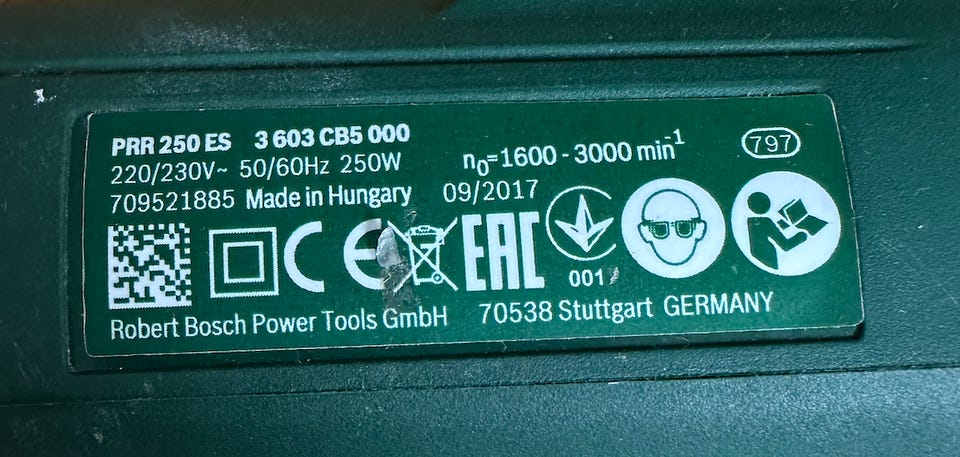 PRR 250 ES 3 603 CB5 000
220/230V~ 50/60Hz 250W n₀=1600 - 3000 min⁻¹ 797
709521885 Made in Hungary 09/2017
CE EAC
001
Robert Bosch Power Tools GmbH 70538 Stuttgart GERMANY